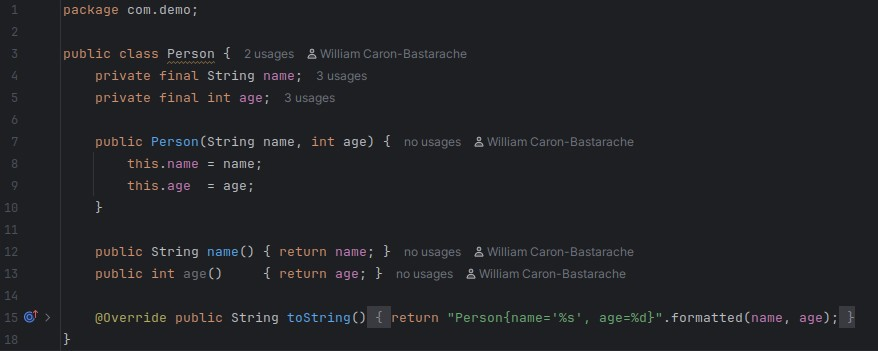 1 package com.demo;
2
3 public class Person { 2 usages William Caron-Bastarache
4     private final String name; 3 usages
5     private final int age; 3 usages
6
7     public Person(String name, int age) { no usages William Caron-Bastarache
8         this.name = name;
9         this.age  = age;
10     }
11
12     public String name() { return name; } no usages William Caron-Bastarache
13     public int age()     { return age; } no usages William Caron-Bastarache
14
15     @Override public String toString() { return "Person{name='%s', age=%d}".formatted(name, age); }
18 }